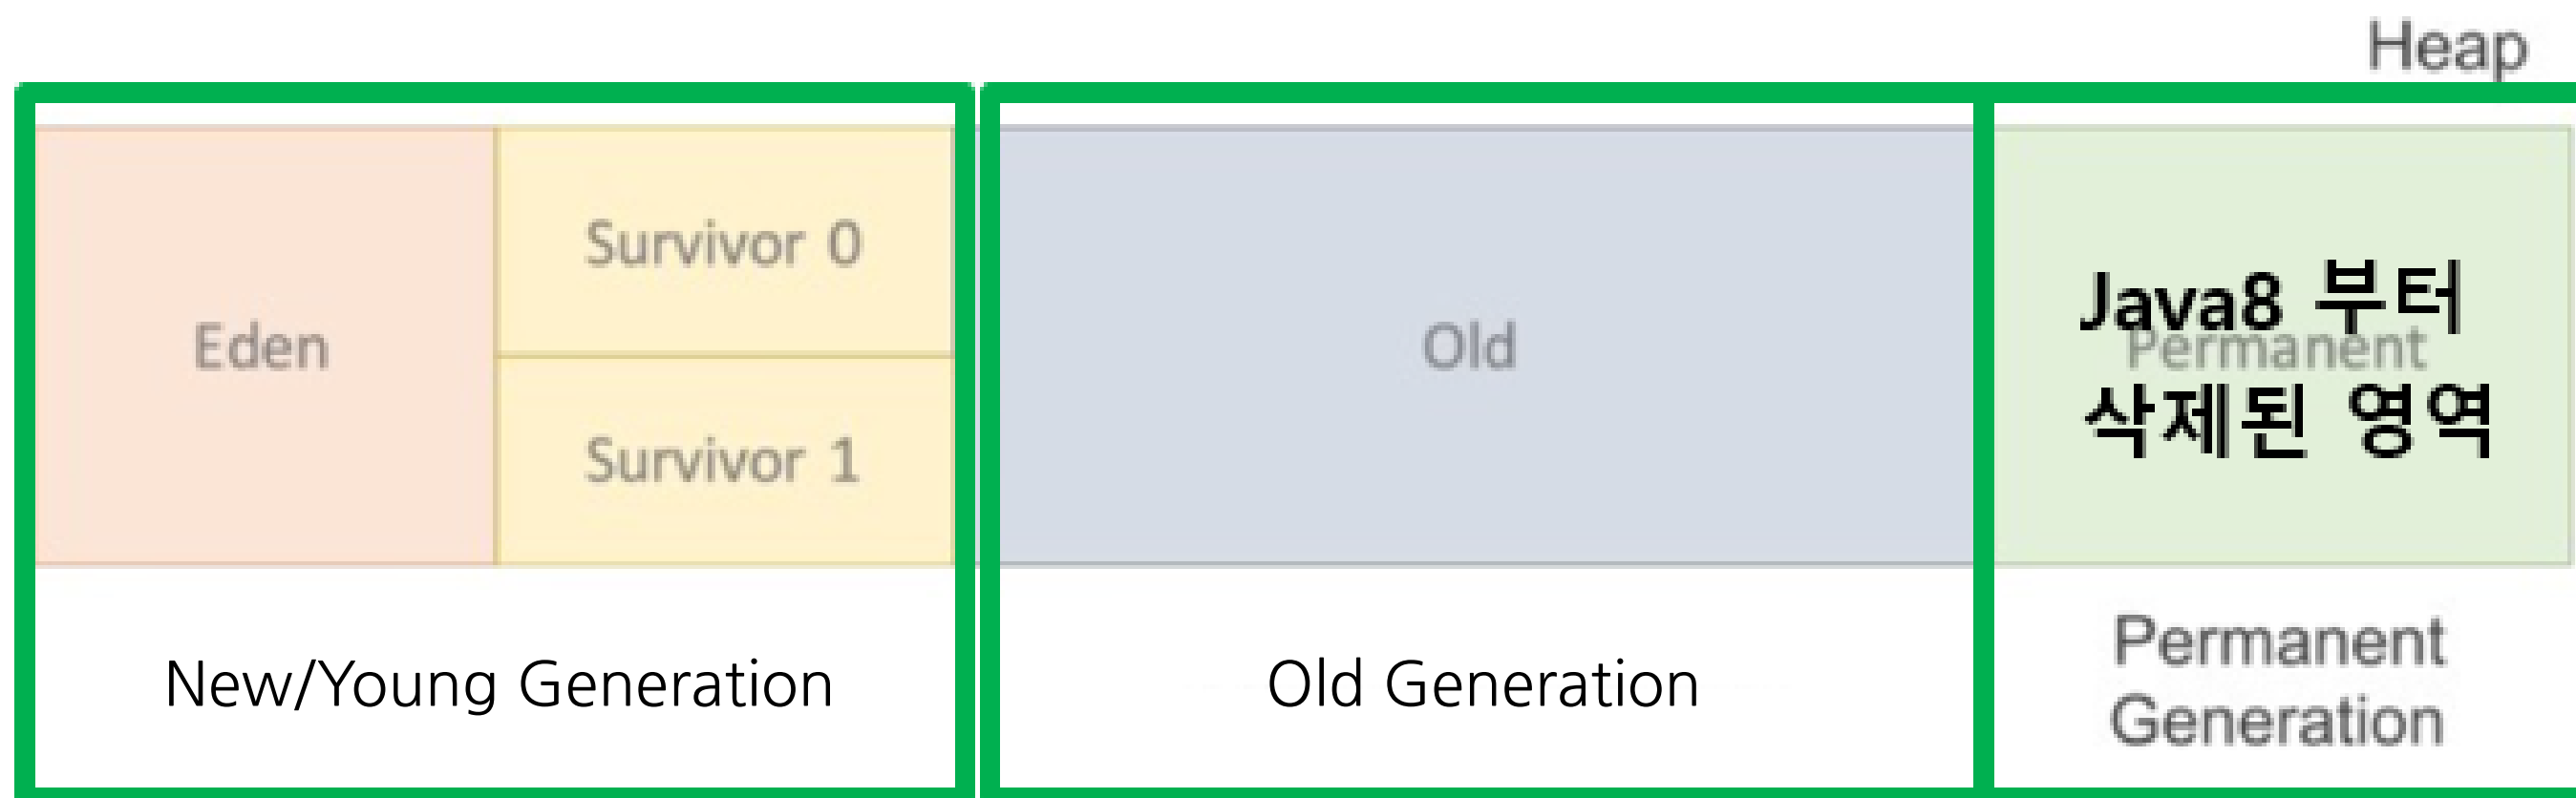 Heap
Eden
Survivor 0
Survivor 1
Old
Java8 부터
Permanent
삭제된 영역
New/Young Generation
Old Generation
Permanent
Generation